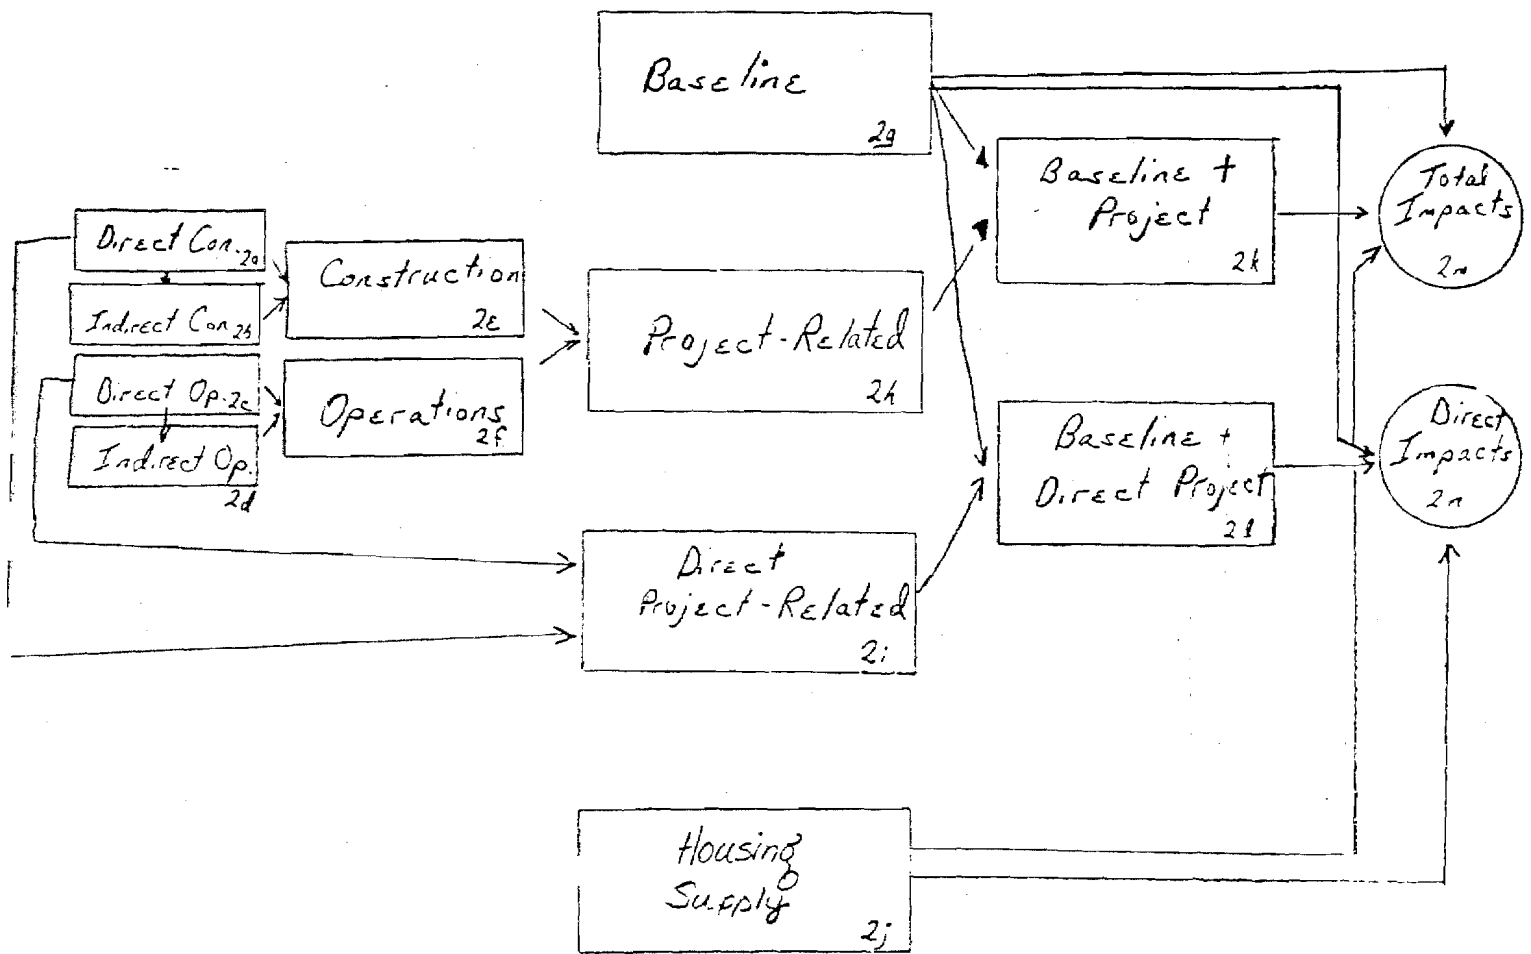 Baseline
2g
Direct Con. 2a
Indirect Con. 2b
Direct Op. 2c
Indirect Op.
2d
Construction
2e
Operations
2f
Project-Related
2h
Direct
Project-Related
2i
Housing
Supply
2j
Baseline +
Project
2k
Baseline +
Direct Project
2l
Total
Impacts
2m
Direct
Impacts
2n